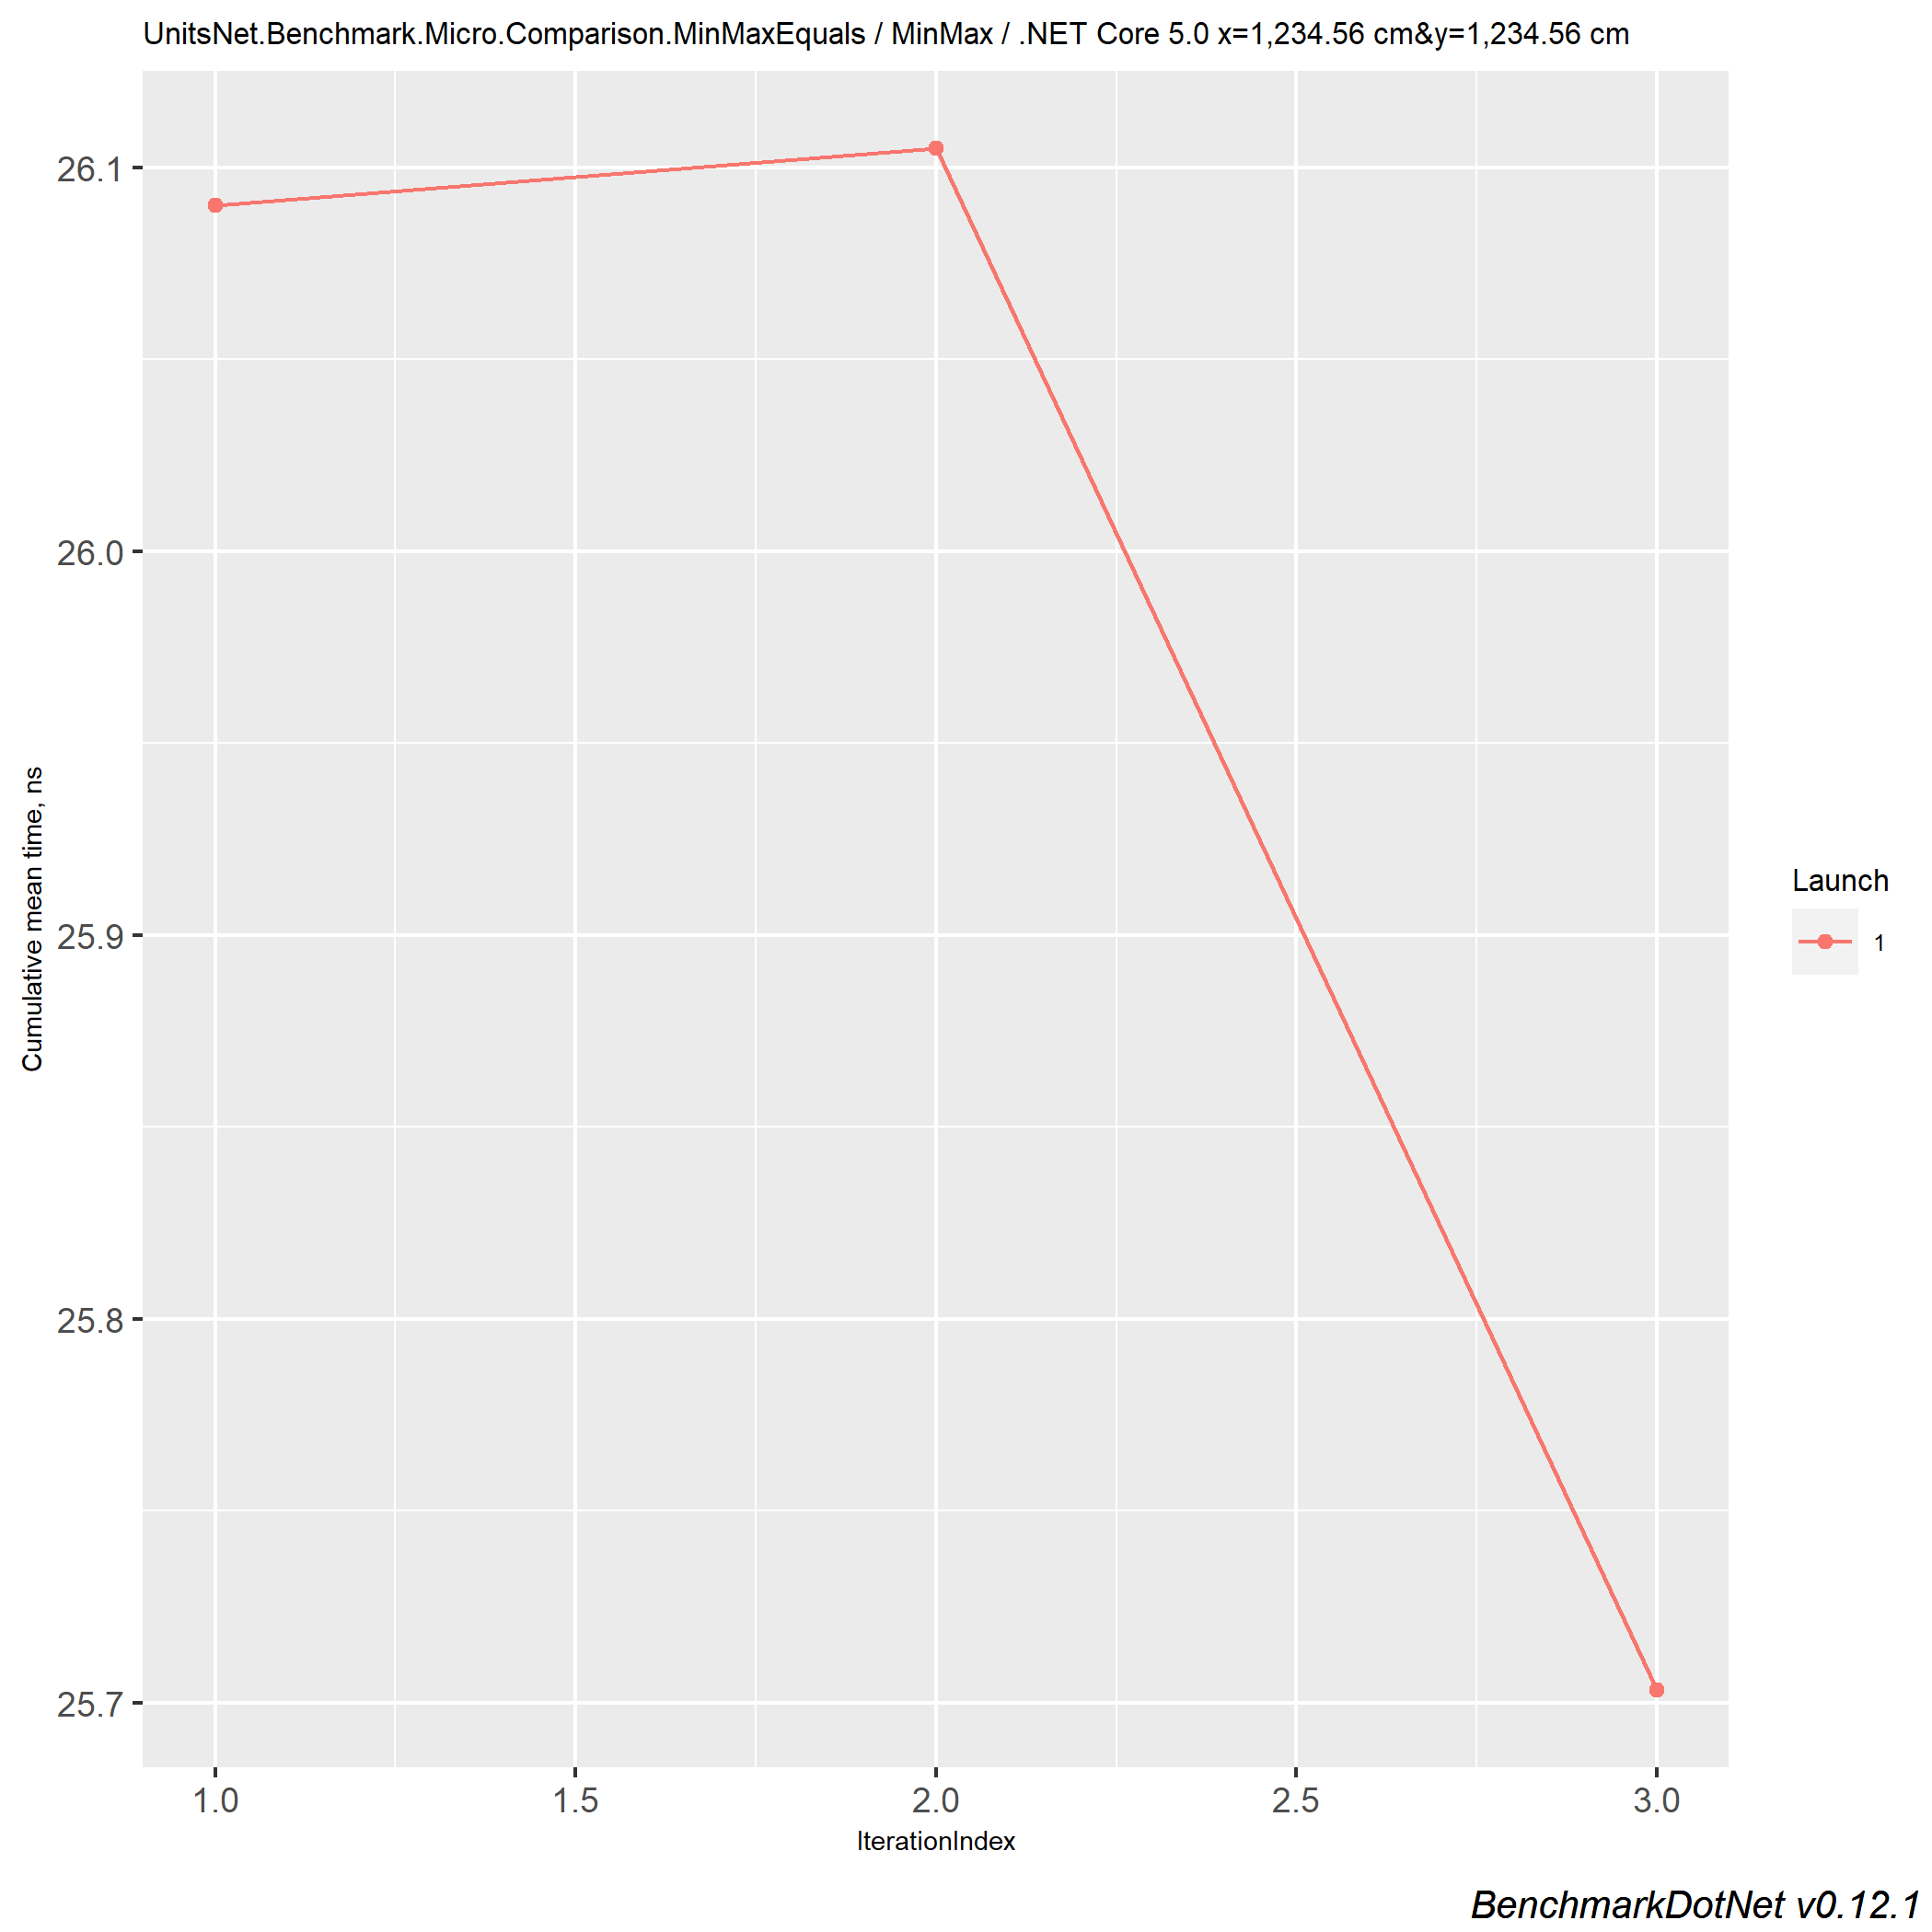 UnitsNet.Benchmark.Micro.Comparison.MinMaxEquals / MinMax / .NET Core 5.0 x=1,234.56 cm&y=1,234.56 cm
Cumulative mean time, ns
26.1
26.0
25.9
25.8
25.7
1.0 1.5 2.0 2.5 3.0
IterationIndex
Launch
1
BenchmarkDotNet v0.12.1